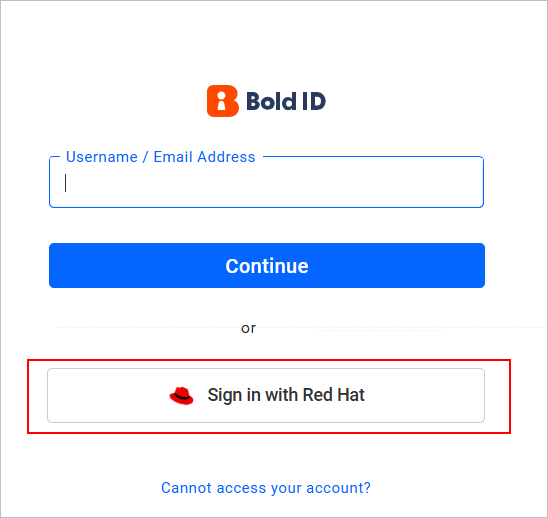 Bold ID
Username / Email Address
Continue
or
Sign in with Red Hat
Cannot access your account?